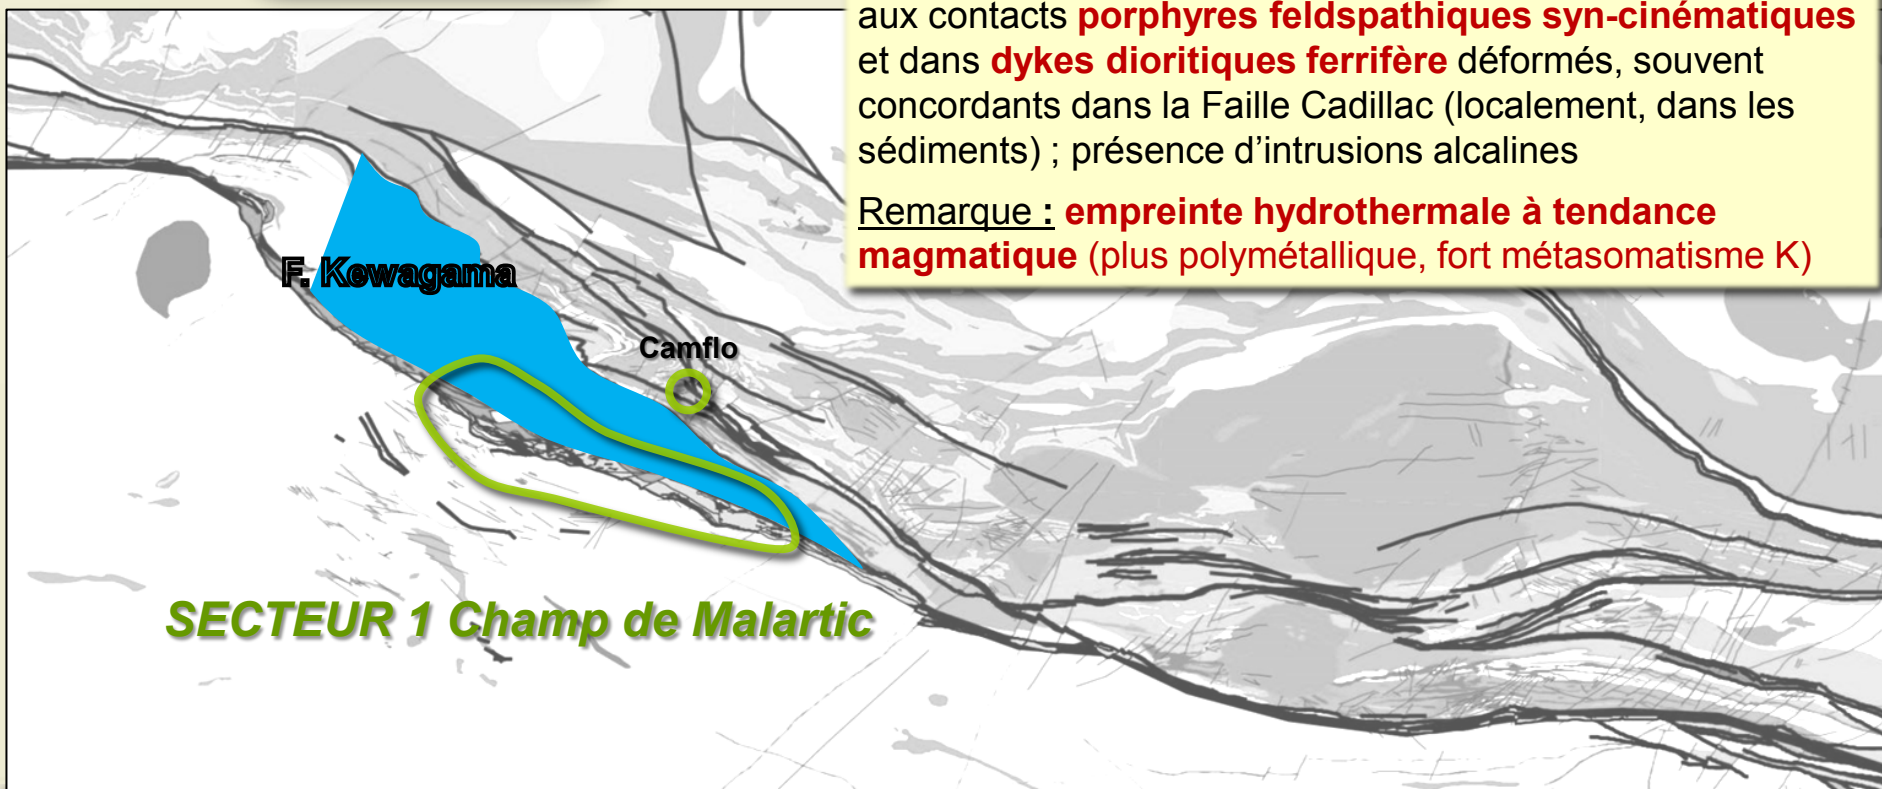 aux contacts porphyres feldspathiques syn-cinématiques
et dans dykes dioritiques ferrifère déformés, souvent
concordants dans la Faille Cadillac (localement, dans les
sédiments) ; présence d’intrusions alcalines
Remarque : empreinte hydrothermale à tendance
magmatique (plus polymétallique, fort métasomatisme K)
F. Kewagama
Camflo
SECTEUR 1 Champ de Malartic